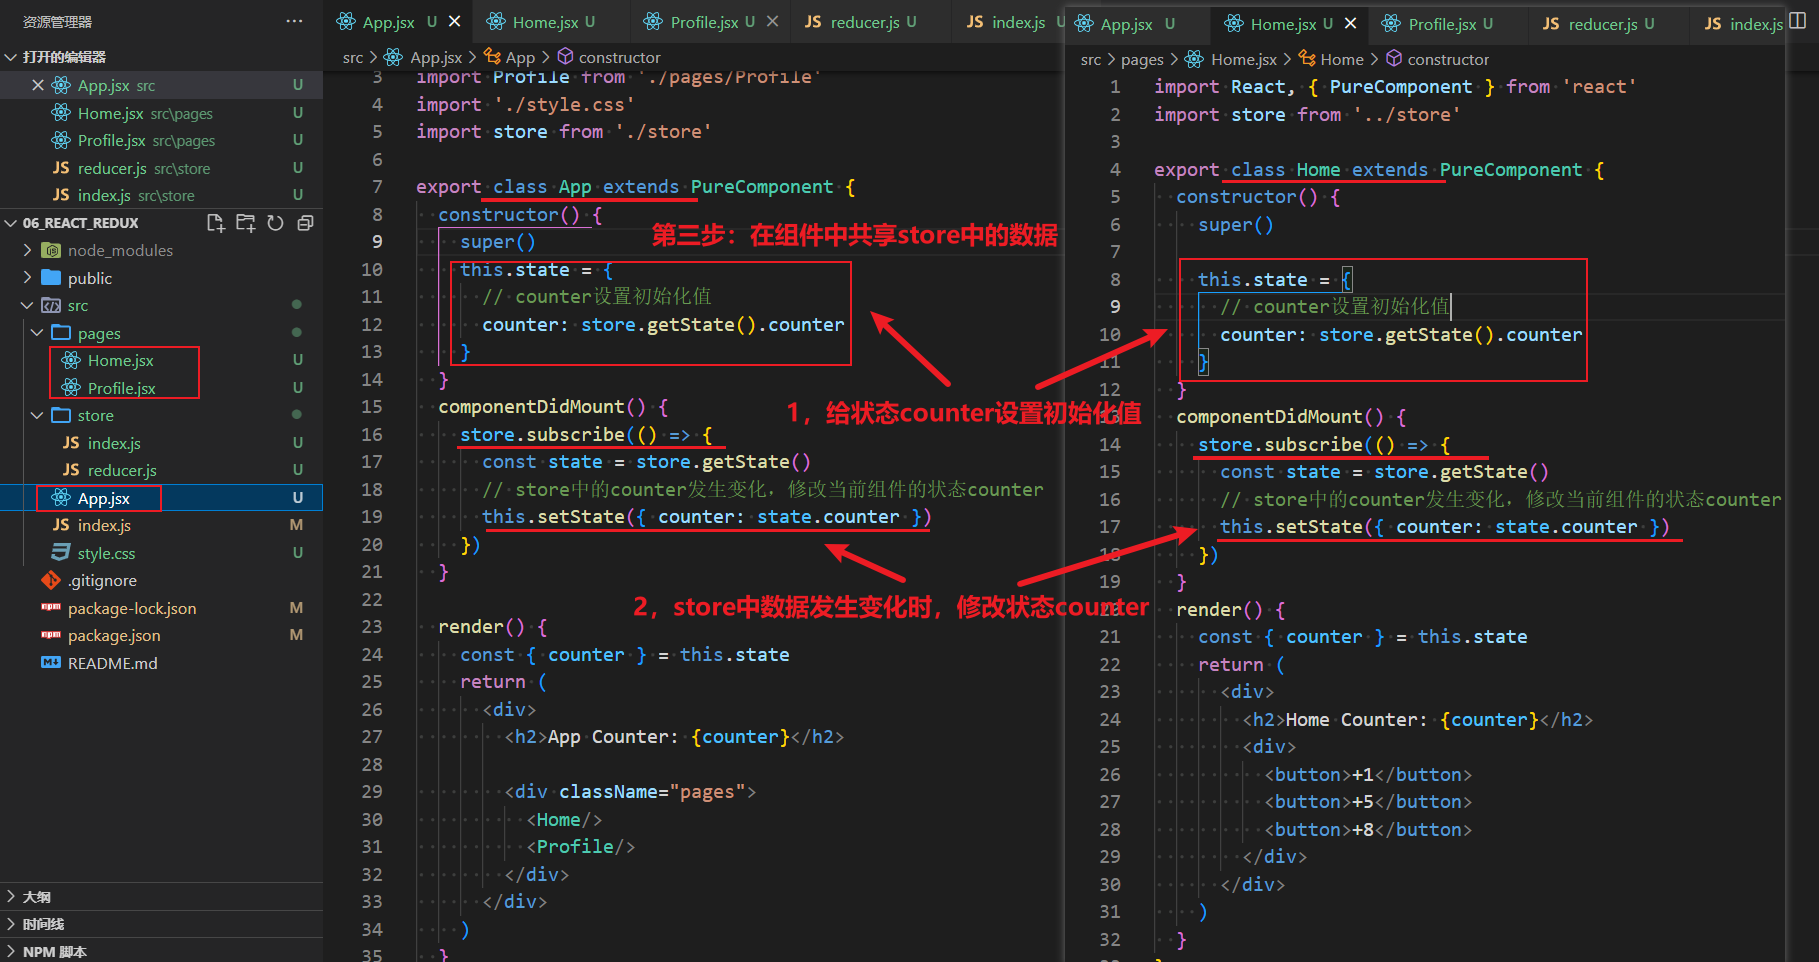 资源管理器 ···
打开的编辑器
App.jsx src U
Home.jsx src\pages U
Profile.jsx src\pages U
JS reducer.js src\store U
JS index.js src\store U
06_REACT_REDUX
node_modules
public
src
pages
Home.jsx U
Profile.jsx U
store
JS index.js U
JS reducer.js U
App.jsx U
JS index.js M
style.css U
.gitignore
package-lock.json M
package.json M
README.md
大纲
时间线
NPM 脚本
App.jsx U Home.jsx U Profile.jsx U JS reducer.js U JS index.js U
src > App.jsx > App > constructor
3 import Profile from './pages/Profile'
4 import './style.css'
5 import store from './store'
6
7 export class App extends PureComponent {
8 constructor() {
9 super()
10 this.state = {
11 // counter设置初始化值
12 counter: store.getState().counter
13 }
14 }
15 componentDidMount() {
16 store.subscribe(() => {
17 const state = store.getState()
18 // store中的counter发生变化，修改当前组件的状态counter
19 this.setState({ counter: state.counter })
20 })
21 }
22
23 render() {
24 const { counter } = this.state
25 return (
26 <div>
27 <h2>App Counter: {counter}</h2>
28
29 <div className="pages">
30 <Home/>
31 <Profile/>
32 </div>
33 </div>
34 )
35 }
第三步：在组件中共享store中的数据
1，给状态counter设置初始化值
2，store中数据发生变化时，修改状态counter
App.jsx U Home.jsx U Profile.jsx U JS reducer.js U JS index.js
src > pages > Home.jsx > Home > constructor
1 import React, { PureComponent } from 'react'
2 import store from '../store'
3
4 export class Home extends PureComponent {
5 constructor() {
6 super()
7
8 this.state = {
9 // counter设置初始化值
10 counter: store.getState().counter
11 }
12 }
13 componentDidMount() {
14 store.subscribe(() => {
15 const state = store.getState()
16 // store中的counter发生变化，修改当前组件的状态counter
17 this.setState({ counter: state.counter })
18 })
19 }
20 render() {
21 const { counter } = this.state
22 return (
23 <div>
24 <h2>Home Counter: {counter}</h2>
25 <div>
26 <button>+1</button>
27 <button>+5</button>
28 <button>+8</button>
29 </div>
30 </div>
31 )
32 }